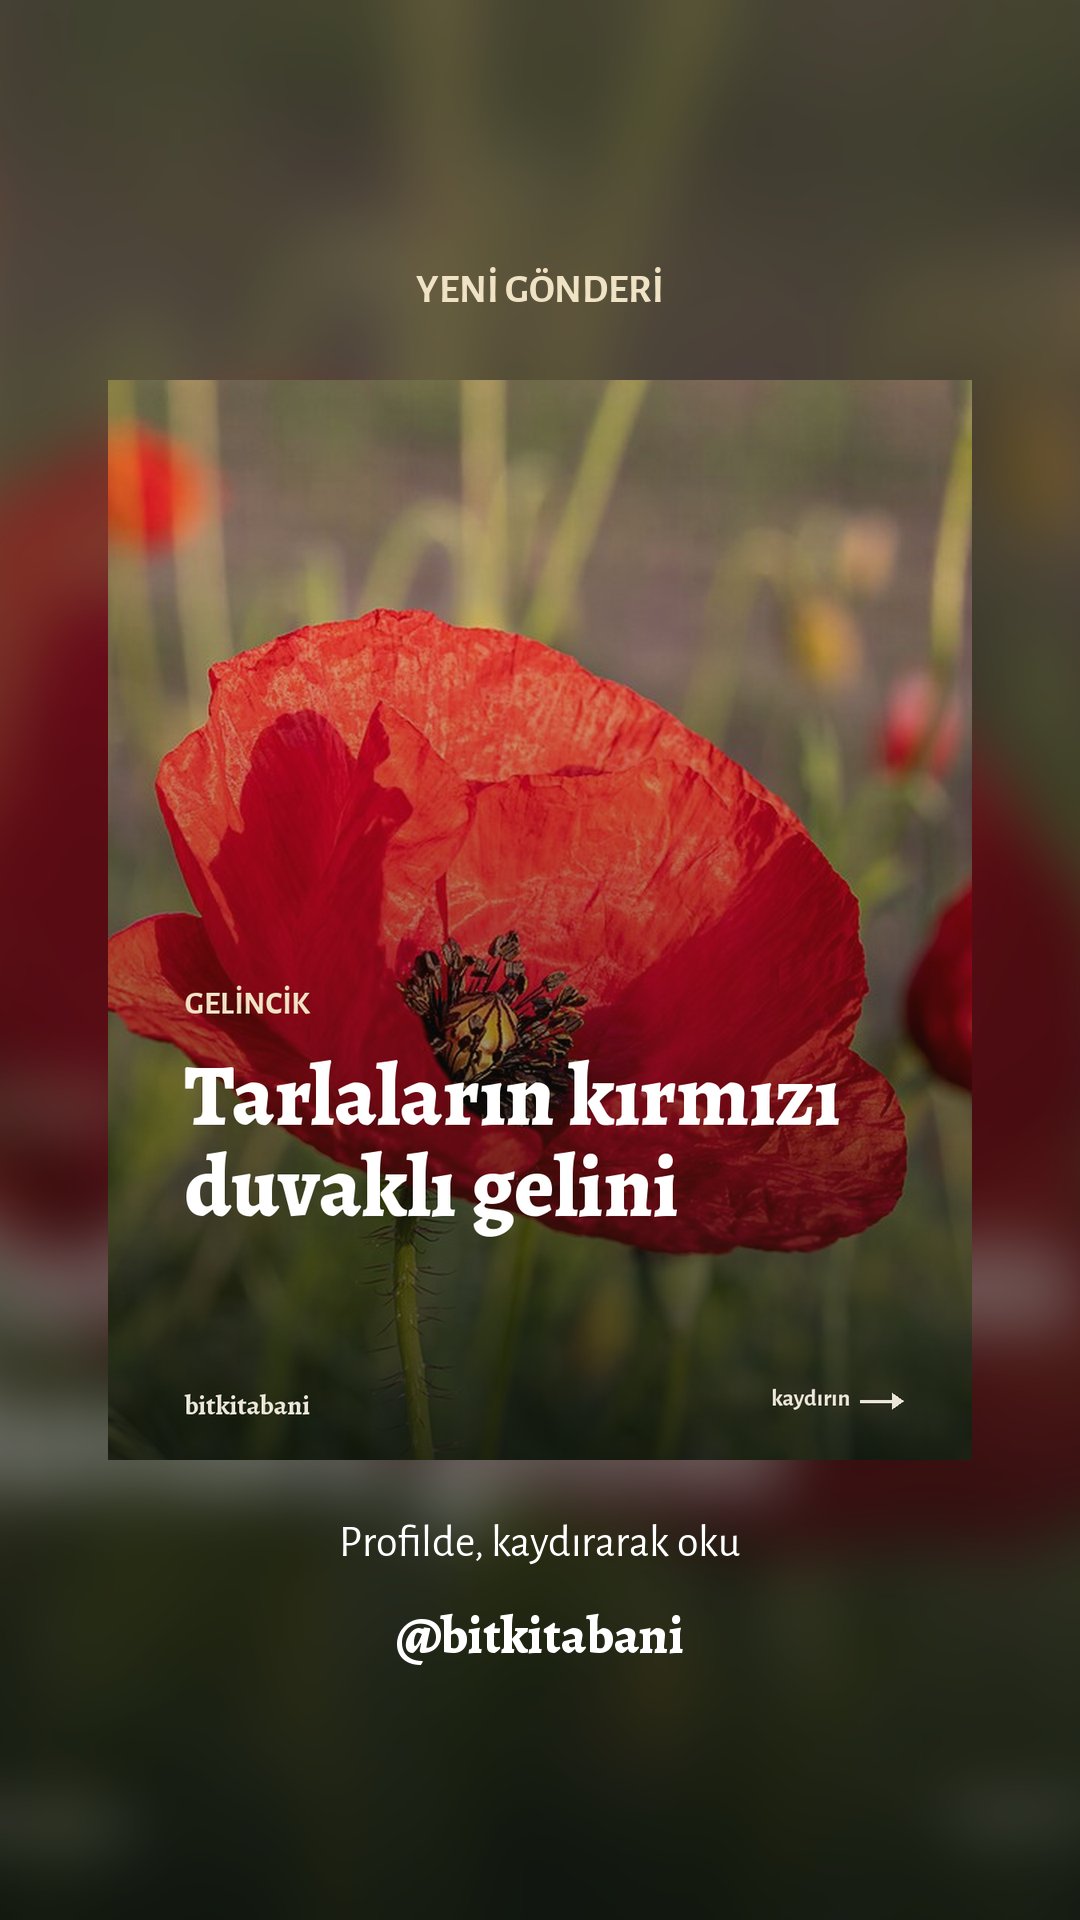 YENİ GÖNDERİ
GELİNCİK
Tarlaların kırmızı
duvaklı gelini
bitkitabani
kaydırın
Profilde, kaydırarak oku
@bitkitabani